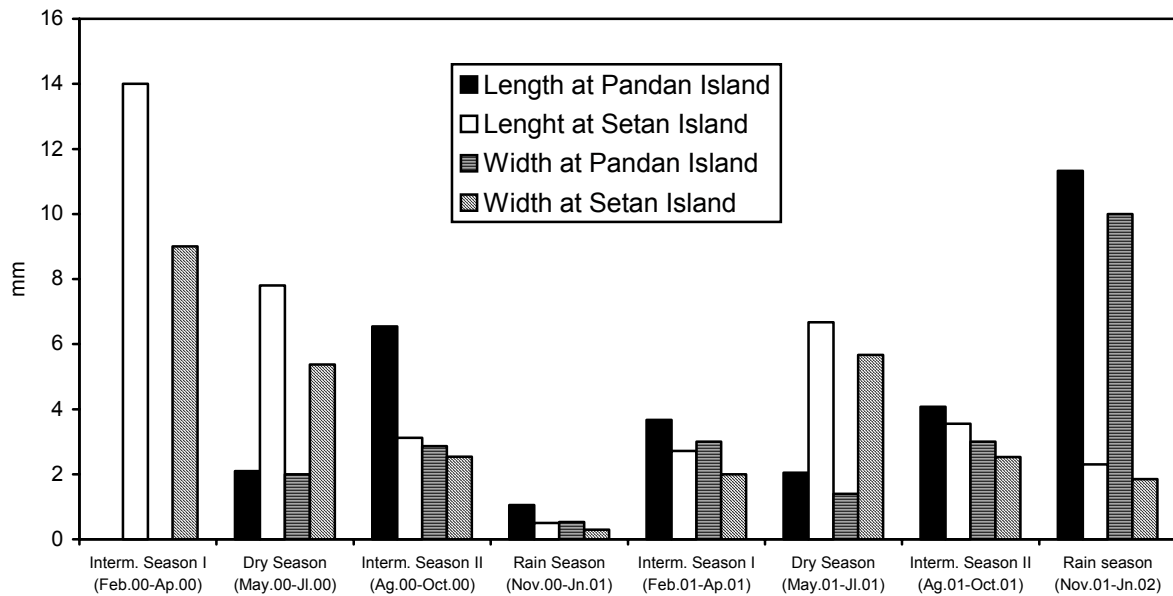 16
14
12
10
8
6
4
2
0
mm
Length at Pandan Island
Lenght at Setan Island
Width at Pandan Island
Width at Setan Island
Interm. Season I
(Feb.00-Ap.00)
Dry Season
(May.00-Jl.00)
Interm. Season II
(Ag.00-Oct.00)
Rain Season
(Nov.00-Jn.01)
Interm. Season I
(Feb.01-Ap.01)
Dry Season
(May.01-Jl.01)
Interm. Season II
(Ag.01-Oct.01)
Rain season
(Nov.01-Jn.02)